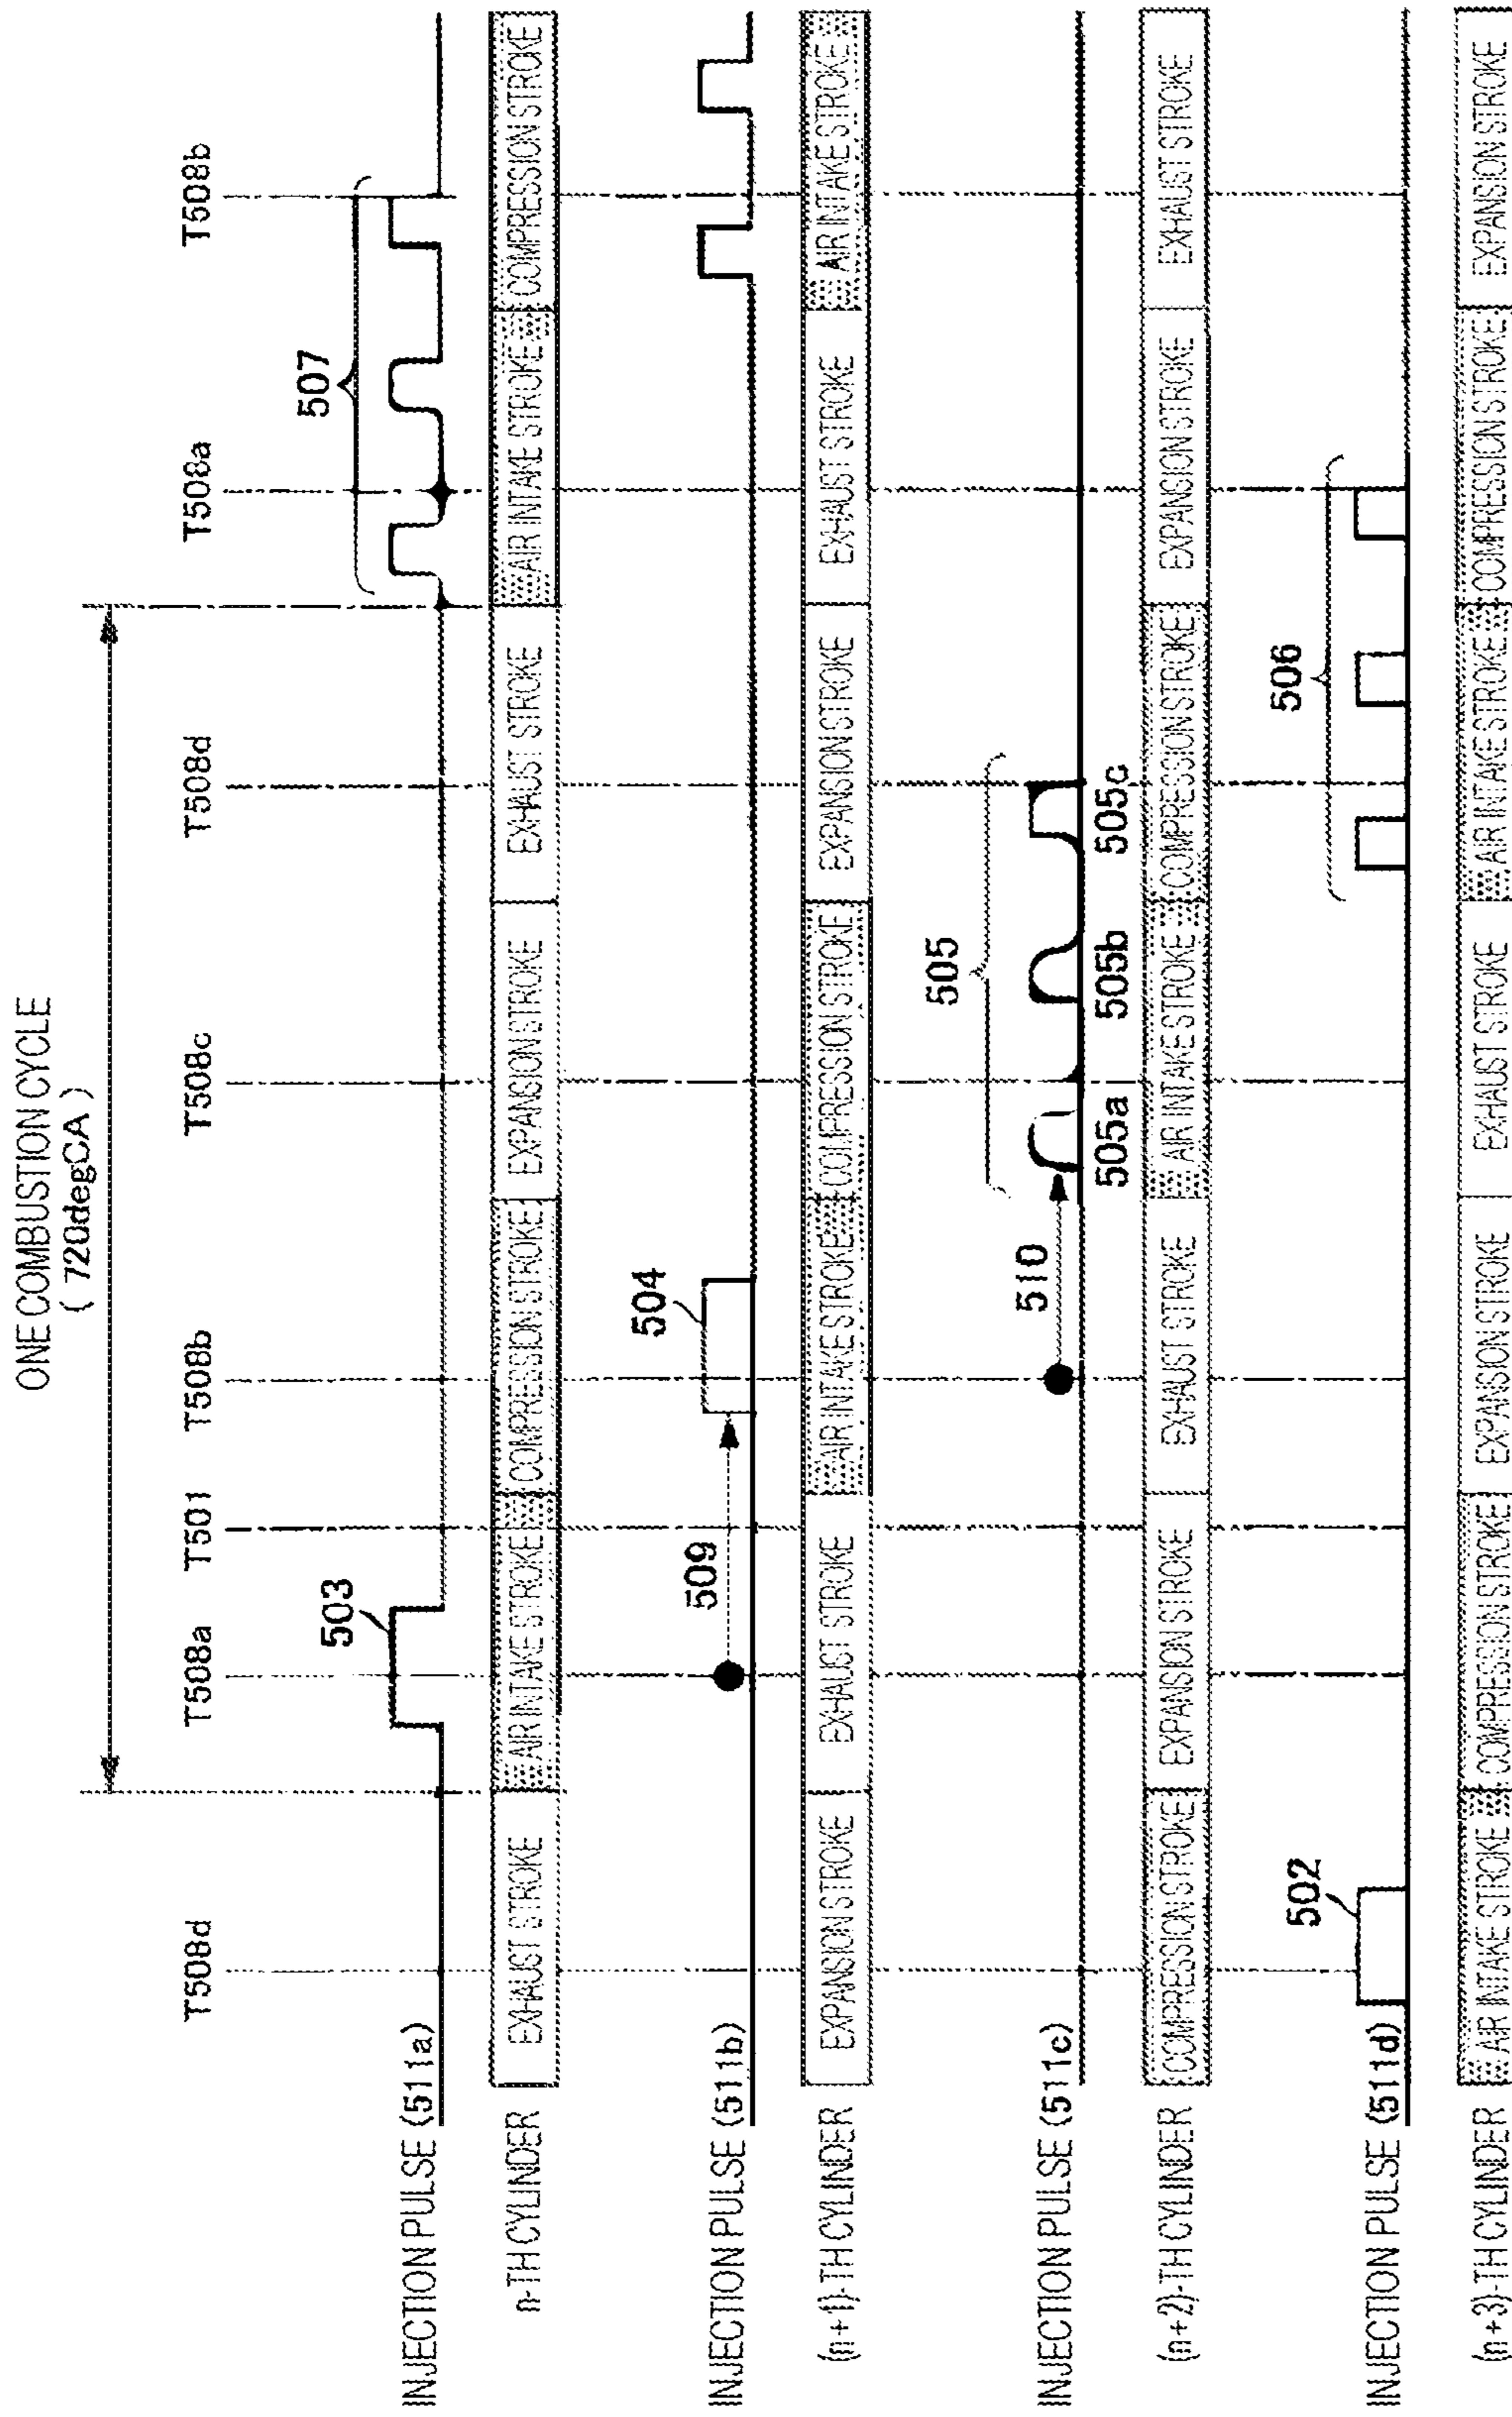 ONE COMBUSTION CYCLE
( 720degCA )
T508d T508a T501 T508b T508c T508d T508a T508b
507
503
INJECTION PULSE (511a)
n-TH CYLINDER EXHAUST STROKE AIR INTAKE STROKE COMPRESSION STROKE EXPANSION STROKE EXHAUST STROKE AIR INTAKE STROKE COMPRESSION STROKE
504
509
INJECTION PULSE (511b)
(n+1)-TH CYLINDER EXPANSION STROKE EXHAUST STROKE AIR INTAKE STROKE COMPRESSION STROKE EXPANSION STROKE EXHAUST STROKE AIR INTAKE STROKE
505
510
INJECTION PULSE (511c)
505a 505b 505c
(n+2)-TH CYLINDER COMPRESSION STROKE EXPANSION STROKE EXHAUST STROKE AIR INTAKE STROKE COMPRESSION STROKE EXPANSION STROKE EXHAUST STROKE
506
502
INJECTION PULSE (511d)
(n+3)-TH CYLINDER AIR INTAKE STROKE COMPRESSION STROKE EXPANSION STROKE EXHAUST STROKE AIR INTAKE STROKE COMPRESSION STROKE EXPANSION STROKE